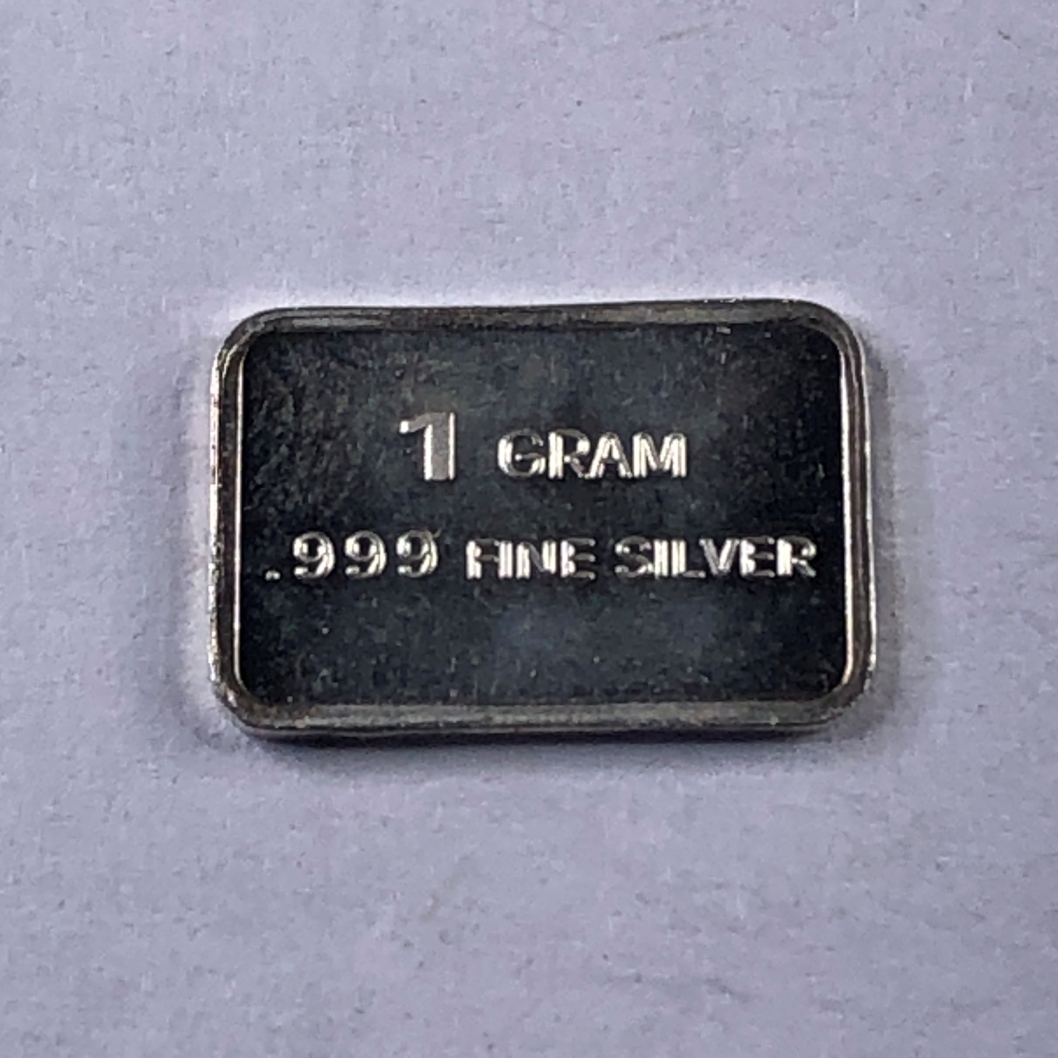 1 GRAM
.999 FINE SILVER